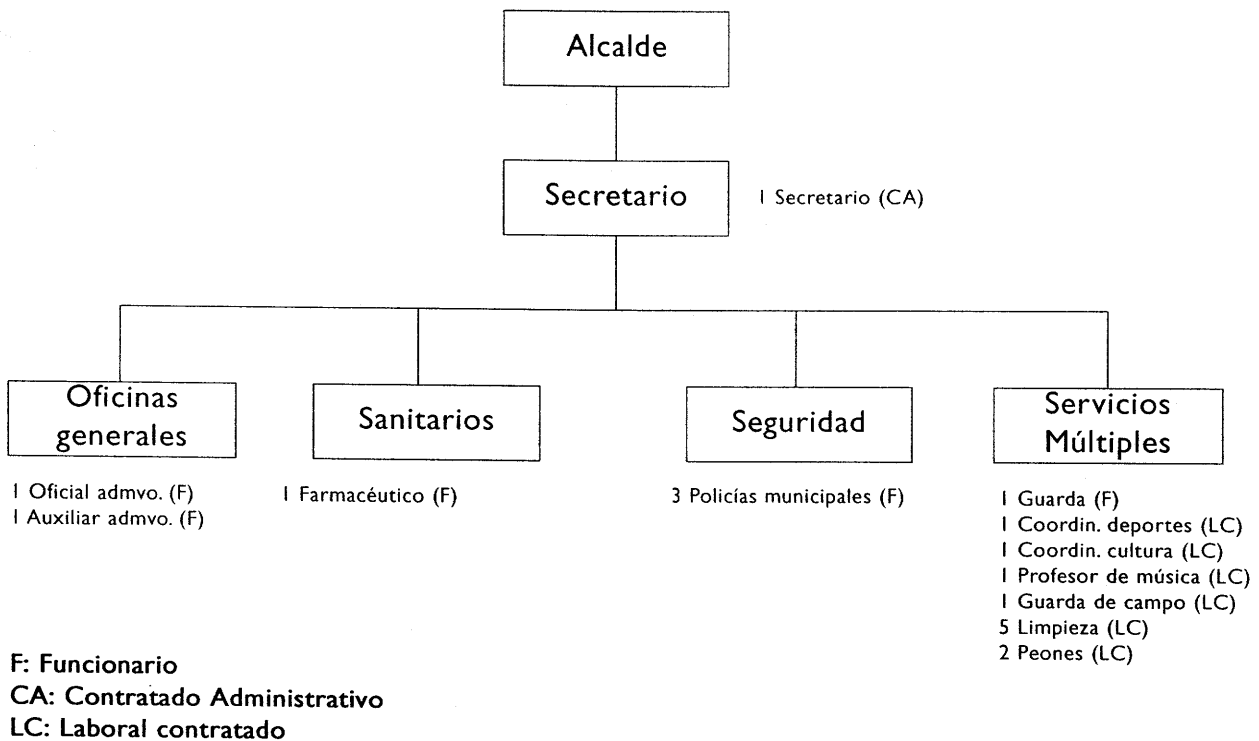 Alcalde
Secretario
1 Secretario (CA)
Oficinas
generales
Sanitarios
Seguridad
Servicios
Múltiples
1 Oficial admvo. (F)
1 Auxiliar admvo. (F)
1 Farmacéutico (F)
3 Policías municipales (F)
1 Guarda (F)
1 Coordin. deportes (LC)
1 Coordin. cultura (LC)
1 Profesor de música (LC)
1 Guarda de campo (LC)
5 Limpieza (LC)
2 Peones (LC)
F: Funcionario
CA: Contratado Administrativo
LC: Laboral contratado